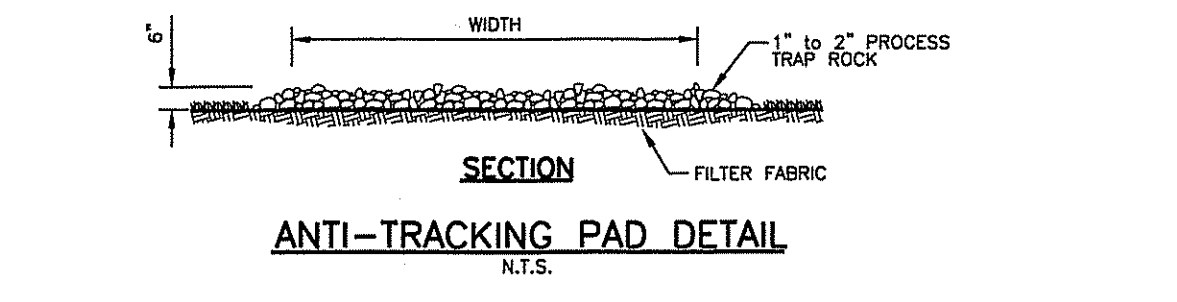 6"
WIDTH
1" to 2" PROCESS
TRAP ROCK
SECTION
FILTER FABRIC
ANTI-TRACKING PAD DETAIL
N.T.S.